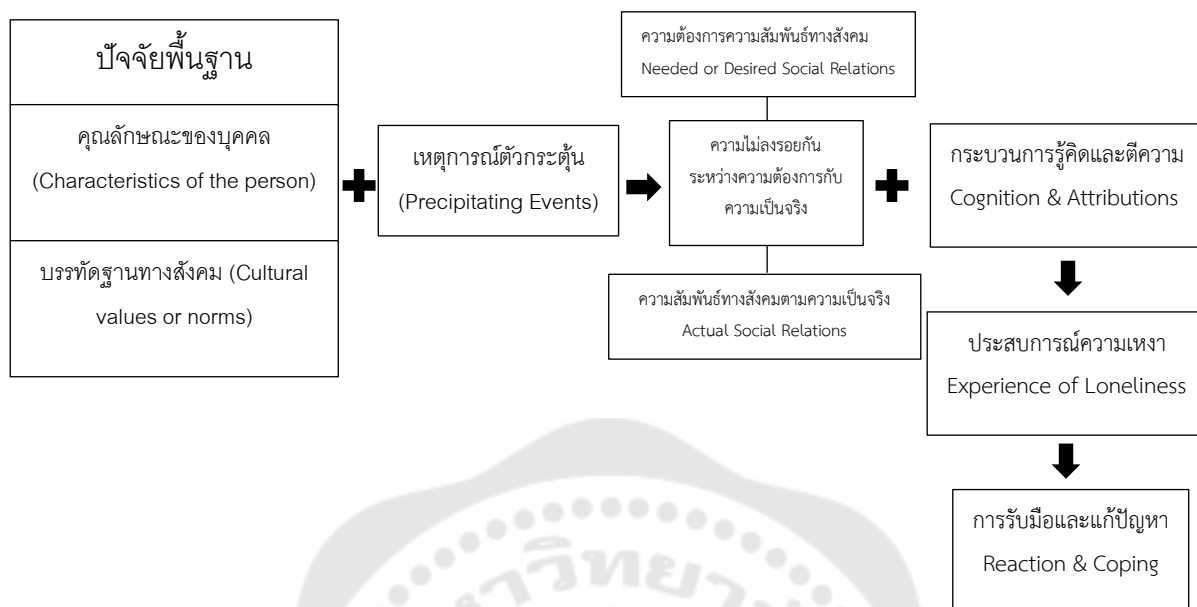 ปัจจัยพื้นฐาน
คุณลักษณะของบุคคล
(Characteristics of the person)
บรรทัดฐานทางสังคม (Cultural
values or norms)
เหตุการณ์ตัวกระตุ้น
(Precipitating Events)
ความต้องการความสัมพันธ์ทางสังคม
Needed or Desired Social Relations
ความไม่ลงรอยกัน
ระหว่างความต้องการกับ
ความเป็นจริง
ความสัมพันธ์ทางสังคมตามความเป็นจริง
Actual Social Relations
กระบวนการรู้คิดและตีความ
Cognition & Attributions
ประสบการณ์ความเหงา
Experience of Loneliness
การรับมือและแก้ปัญหา
Reaction & Coping